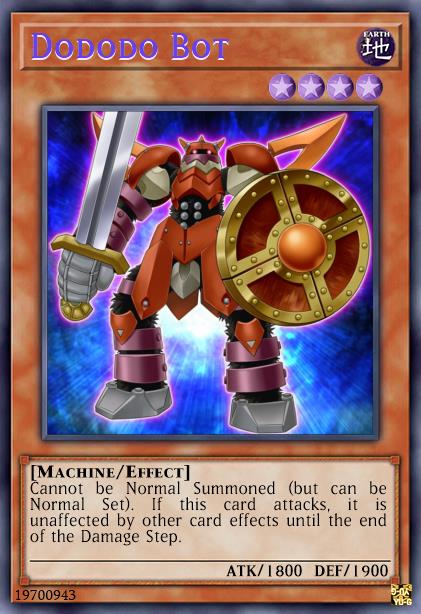 Dododo Bot
EARTH
地
[Machine/Effect]
Cannot be Normal Summoned (but can be
Normal Set). If this card attacks, it is
unaffected by other card effects until the end
of the Damage Step.
ATK/1800 DEF/1900
19700943